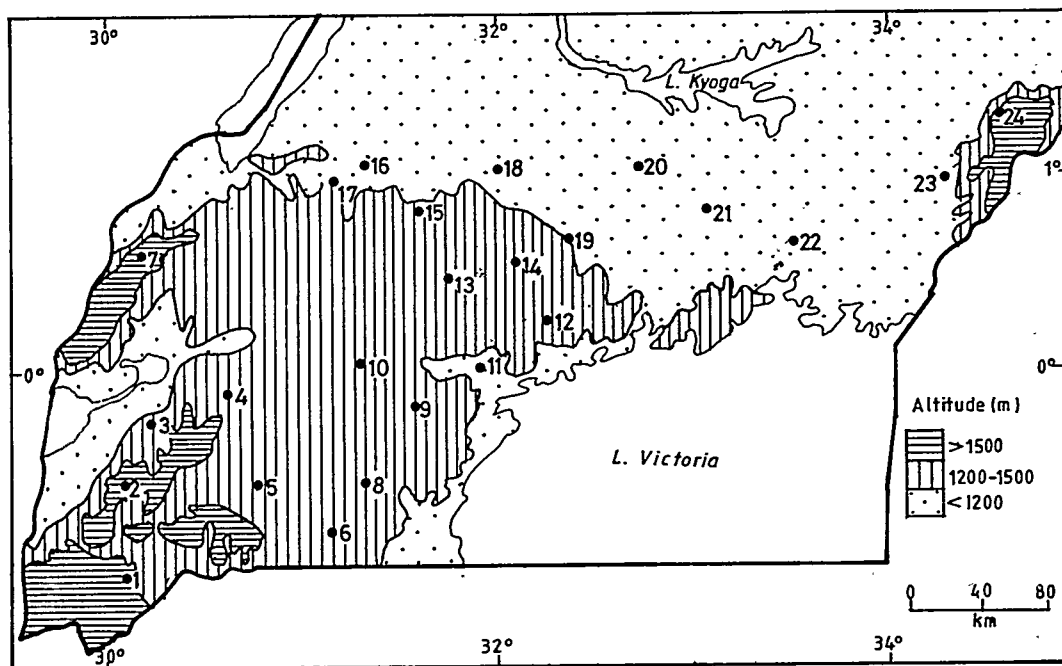 30° 32° 34°
L. Kyoga
24
16 18 20 23 1°
17
15 21
19 22
7 14
13
12
0° 10 11 0°
4
9
3
Altitude (m)
L. Victoria >1500
2 5 8 1200-1500
<1200
6
1
0 40 80
km
30° 32° 34°